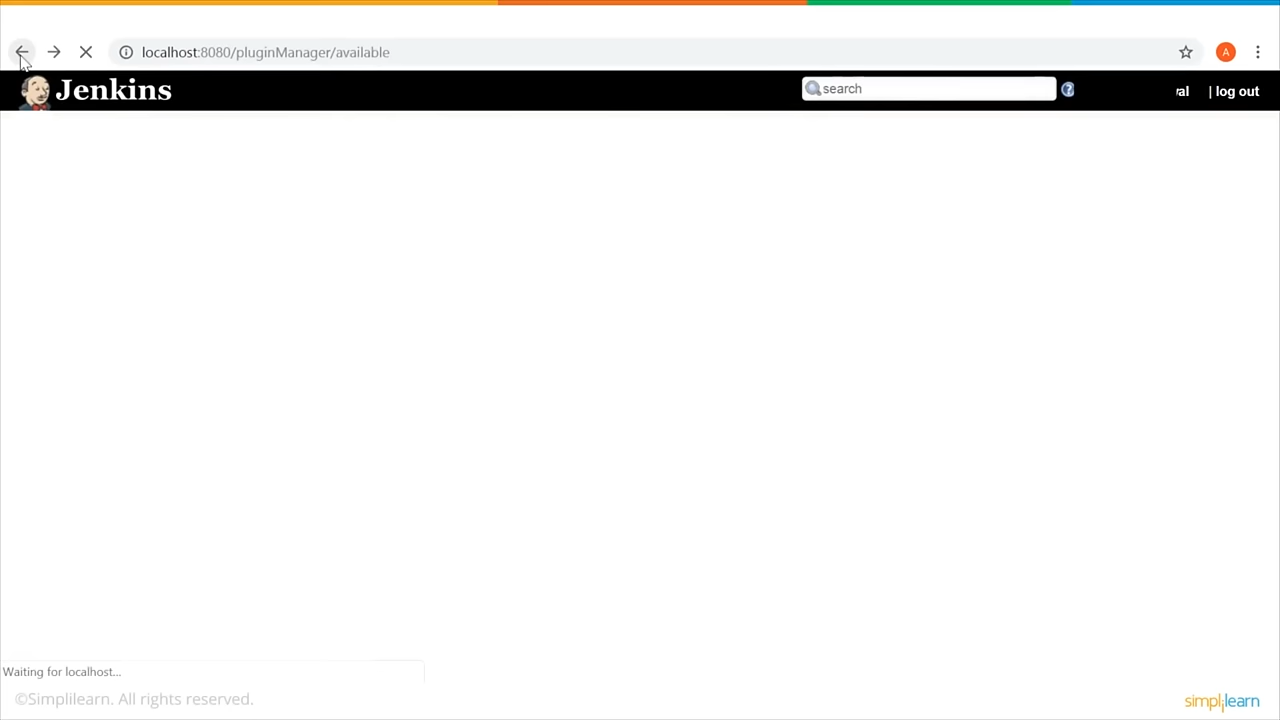 localhost:8080/pluginManager/available
A
Jenkins
search
?
| log out
Waiting for localhost...
©Simplilearn. All rights reserved.
simplilearn